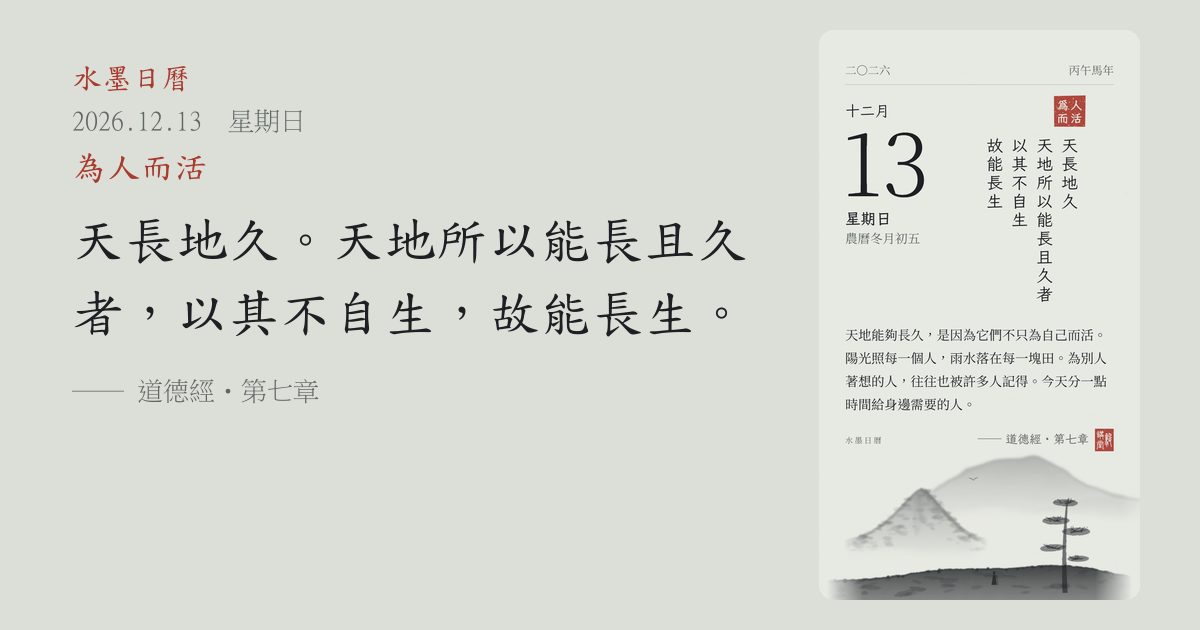 水墨日曆
2026.12.13 星期日
為人而活
天長地久。天地所以能長且久
者，以其不自生，故能長生。
—— 道德經・第七章
二〇二六
丙午馬年
十二月
13
星期日
農曆冬月初五
人活
為而
天長地久
天地所以能長且久者
以其不自生
故能長生
天地能夠長久，是因為它們不只為自己而活。
陽光照每一個人，雨水落在每一塊田。為別人
著想的人，往往也被許多人記得。今天分一點
時間給身邊需要的人。
水墨日曆
—— 道德經・第七章